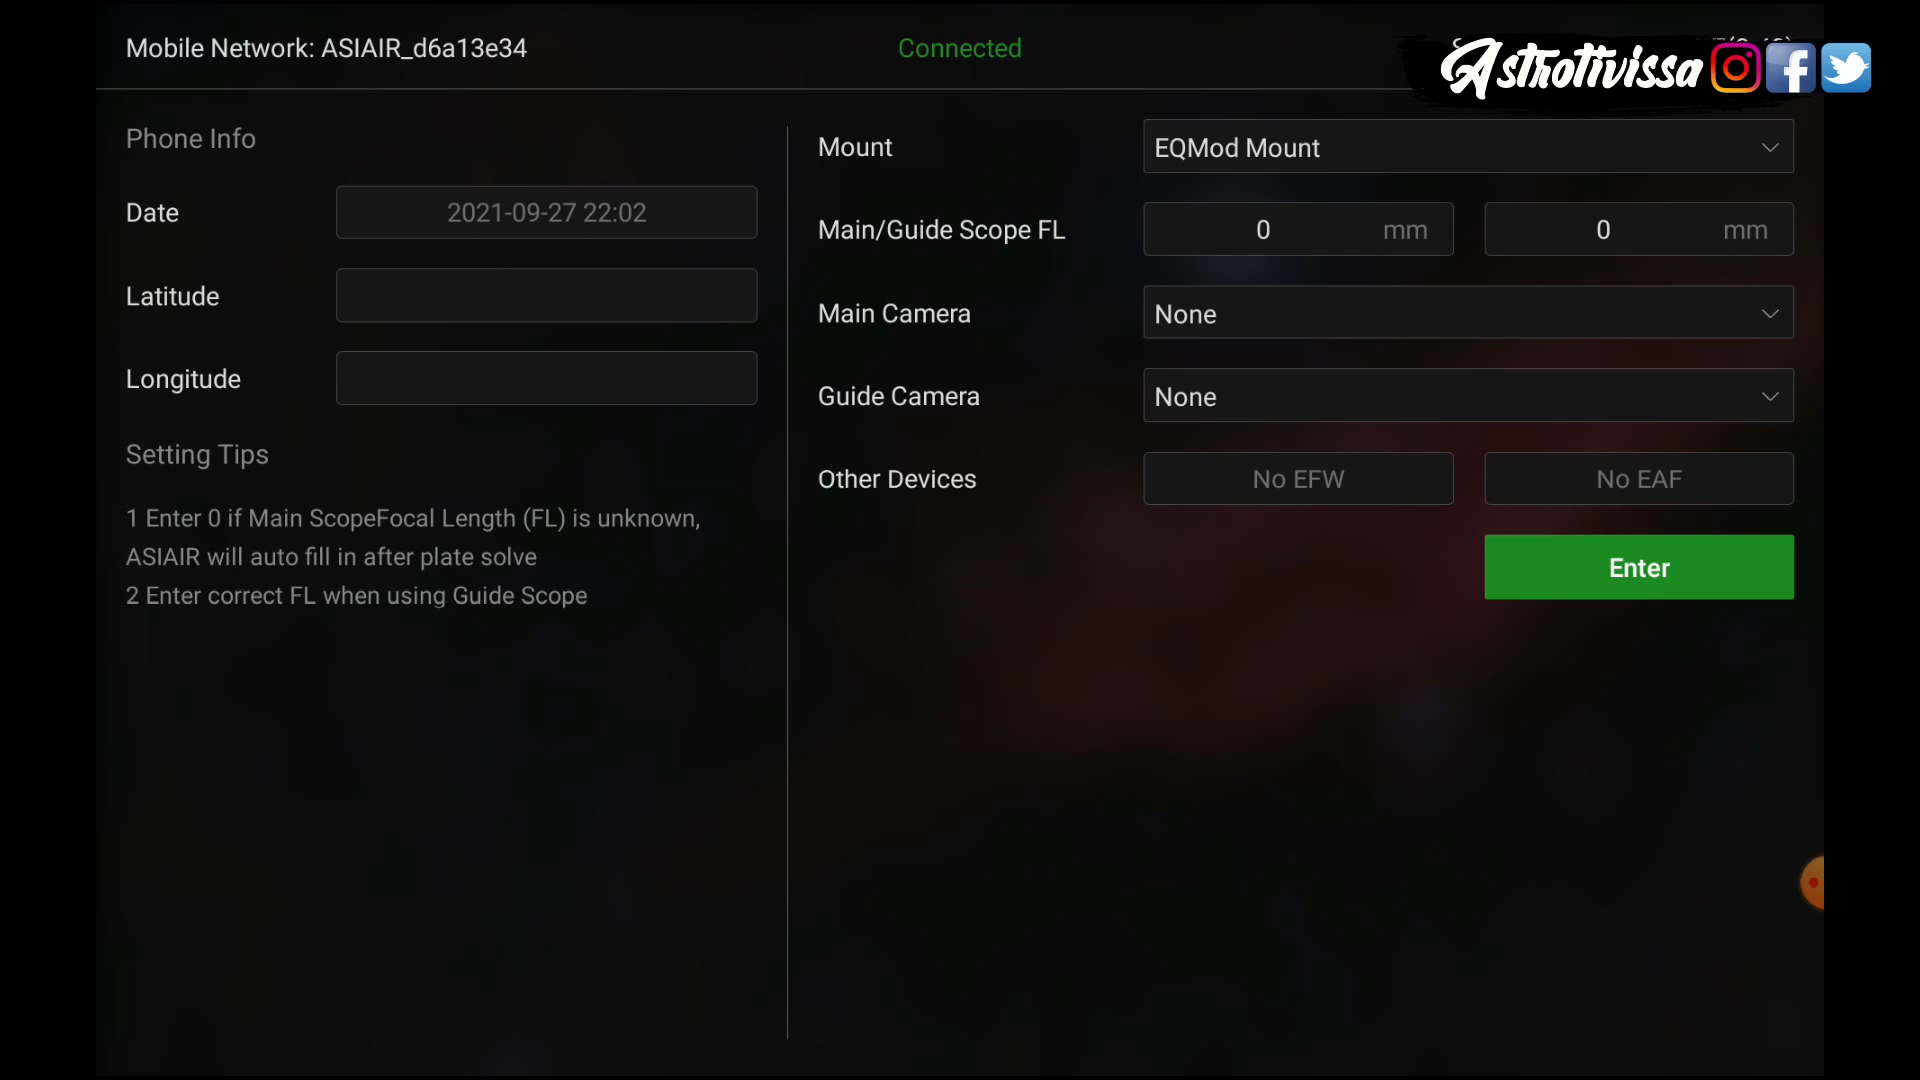 Mobile Network: ASIAIR_d6a13e34
Connected
Astrotivissa
Phone Info
Date
2021-09-27 22:02
Latitude
Longitude
Setting Tips
1 Enter 0 if Main ScopeFocal Length (FL) is unknown,
ASIAIR will auto fill in after plate solve
2 Enter correct FL when using Guide Scope
Mount
EQMod Mount
Main/Guide Scope FL
0 mm
0 mm
Main Camera
None
Guide Camera
None
Other Devices
No EFW
No EAF
Enter